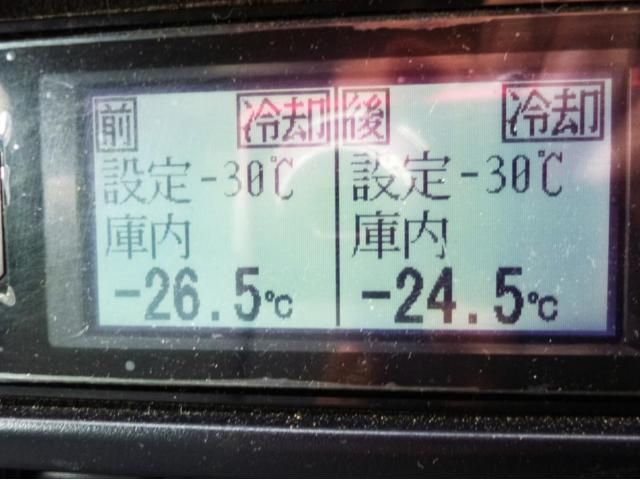 前 冷却 後 冷却
設定 -30℃ 設定 -30℃
庫内 庫内
-26.5℃ -24.5℃